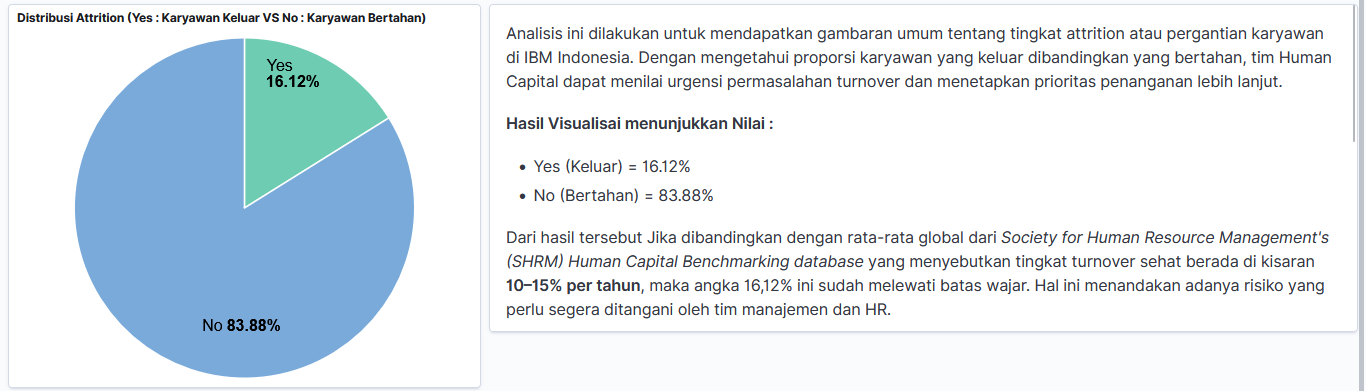 Distribusi Attrition (Yes : Karyawan Keluar VS No : Karyawan Bertahan)
Yes
16.12%
No 83.88%
Analisis ini dilakukan untuk mendapatkan gambaran umum tentang tingkat attrition atau pergantian karyawan
di IBM Indonesia. Dengan mengetahui proporsi karyawan yang keluar dibandingkan yang bertahan, tim Human
Capital dapat menilai urgensi permasalahan turnover dan menetapkan prioritas penanganan lebih lanjut.
Hasil Visualisai menunjukkan Nilai :
• Yes (Keluar) = 16.12%
• No (Bertahan) = 83.88%
Dari hasil tersebut Jika dibandingkan dengan rata-rata global dari Society for Human Resource Management's
(SHRM) Human Capital Benchmarking database yang menyebutkan tingkat turnover sehat berada di kisaran
10–15% per tahun, maka angka 16,12% ini sudah melewati batas wajar. Hal ini menandakan adanya risiko yang
perlu segera ditangani oleh tim manajemen dan HR.